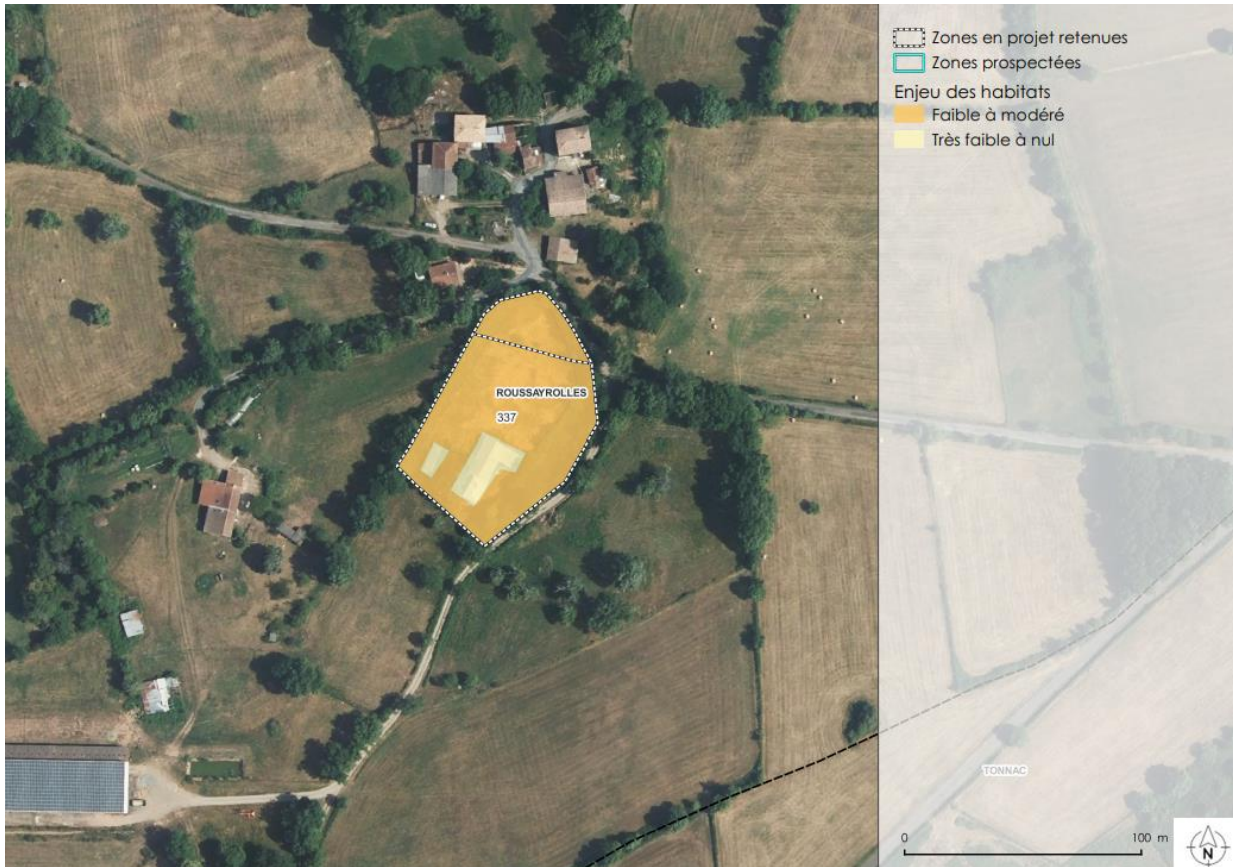 Zones en projet retenues
Zones prospectées
Enjeu des habitats
Faible à modéré
Très faible à nul
ROUSSAYROLLES
337
TONNAC
0 100 m
N